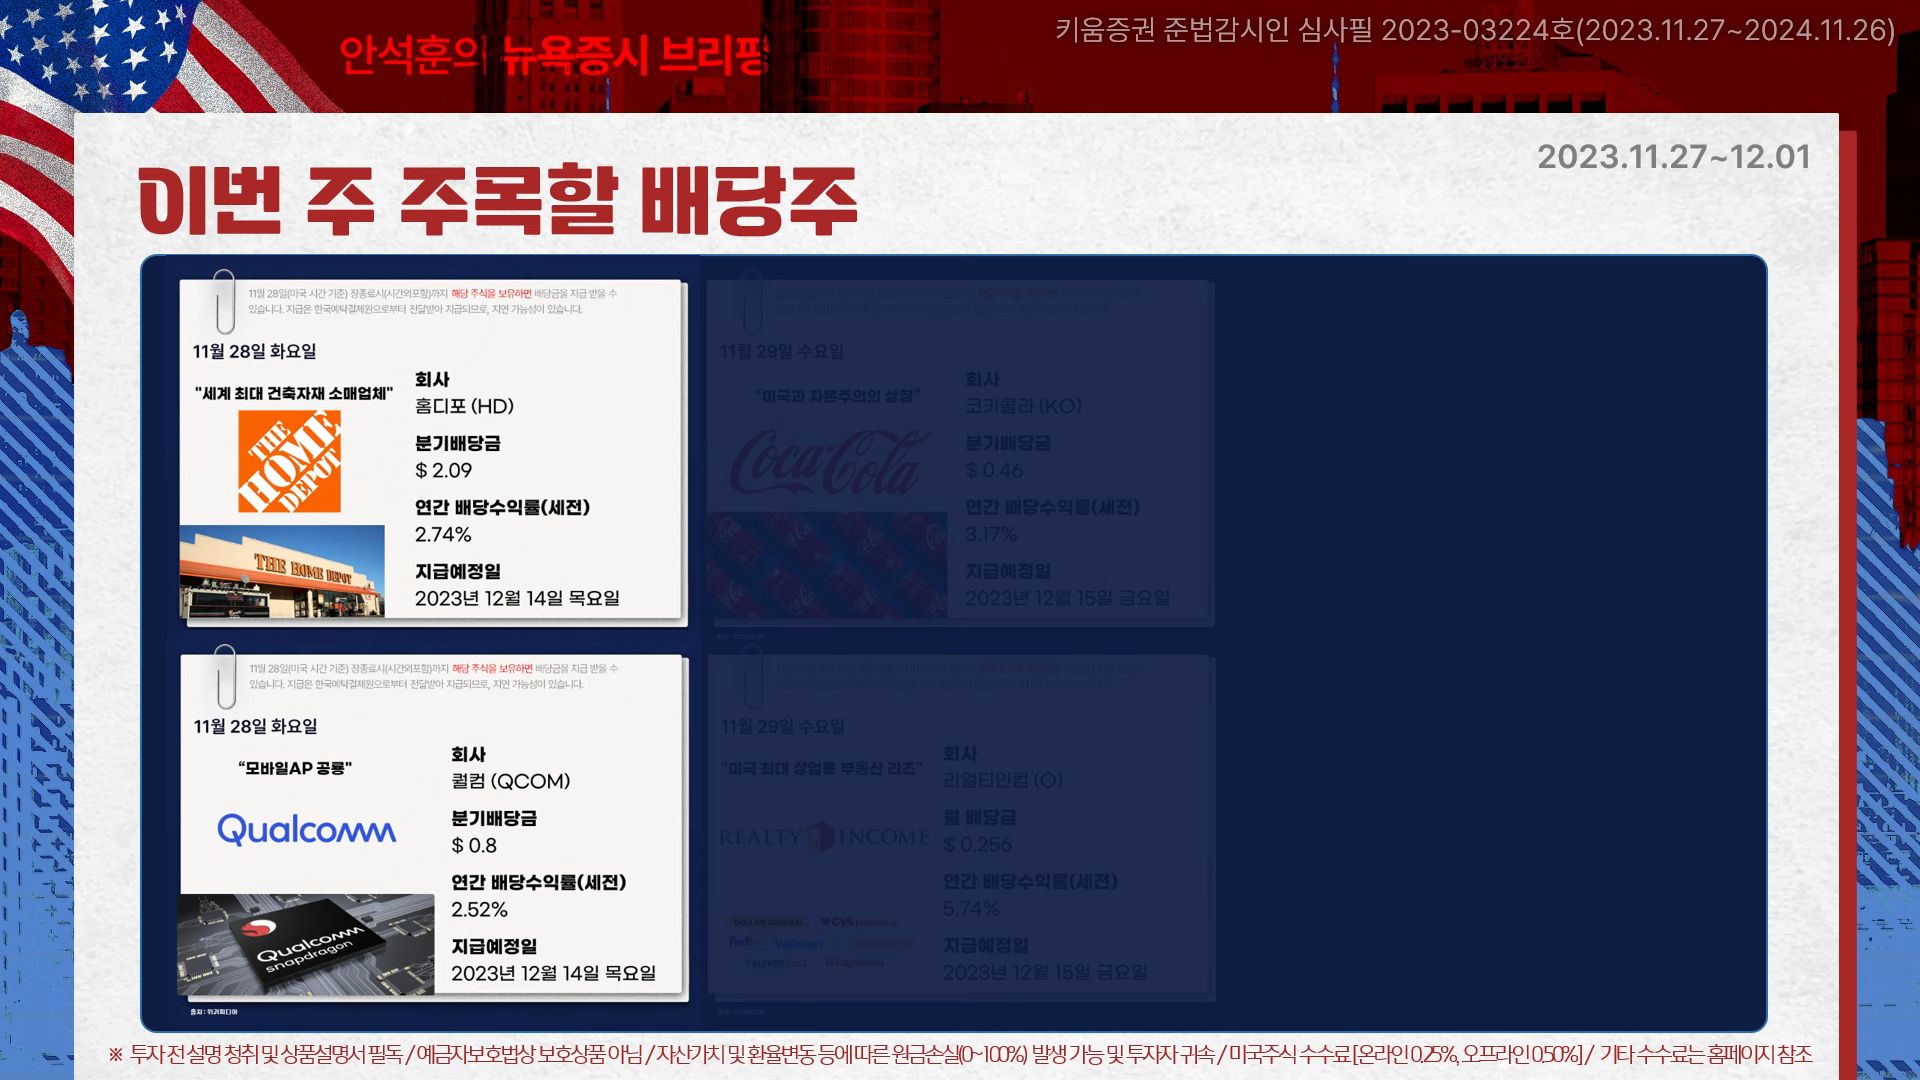 키움증권 준법감시인 심사필 2023-03224호(2023.11.27~2024.11.26)
안석훈의 뉴욕증시 브리핑
2023.11.27~12.01
이번 주 주목할 배당주
11월 28일(미국 시간 기준) 장종료시(시간외포함)까지 해당 주식을 보유하면 배당금을 지급 받을 수
있습니다. 지급은 한국예탁결제원으로부터 전달받아 지급되므로, 지연 가능성이 있습니다.
11월 28일 화요일
"세계 최대 건축자재 소매업체"
THE
HOME
DEPOT
THE HOME DEPOT
회사
홈디포 (HD)
분기배당금
$ 2.09
연간 배당수익률(세전)
2.74%
지급예정일
2023년 12월 14일 목요일
11월 29일 수요일
"미국과 자본주의의 상징"
Coca-Cola
회사
코카콜라 (KO)
분기배당금
$ 0.46
연간 배당수익률(세전)
3.17%
지급예정일
2023년 12월 15일 금요일
11월 28일(미국 시간 기준) 장종료시(시간외포함)까지 해당 주식을 보유하면 배당금을 지급 받을 수
있습니다. 지급은 한국예탁결제원으로부터 전달받아 지급되므로, 지연 가능성이 있습니다.
11월 28일 화요일
“모바일AP 공룡"
Qualcomm
Qualcomm
snapdragon
회사
퀄컴 (QCOM)
분기배당금
$ 0.8
연간 배당수익률(세전)
2.52%
지급예정일
2023년 12월 14일 목요일
출처 : 위키피디아
11월 29일 수요일
"미국 최대 상업용 부동산 리츠"
REALTY INCOME
DOLLAR GENERAL
CVS pharmacy
FedEx
Walmart
Sainsbury's
7-ELEVEN
Walgreens
회사
리얼티인컴 (O)
월 배당금
$ 0.256
연간 배당수익률(세전)
5.74%
지급예정일
2023년 12월 15일 금요일
※ 투자 전 설명 청취 및 상품설명서 필독 / 예금자보호법상 보호상품 아님 / 자산가치 및 환율변동 등에 따른 원금손실(0~100%) 발생 가능 및 투자자 귀속 / 미국주식 수수료 [온라인 0.25%, 오프라인 0.50%] / 기타 수수료는 홈페이지 참조